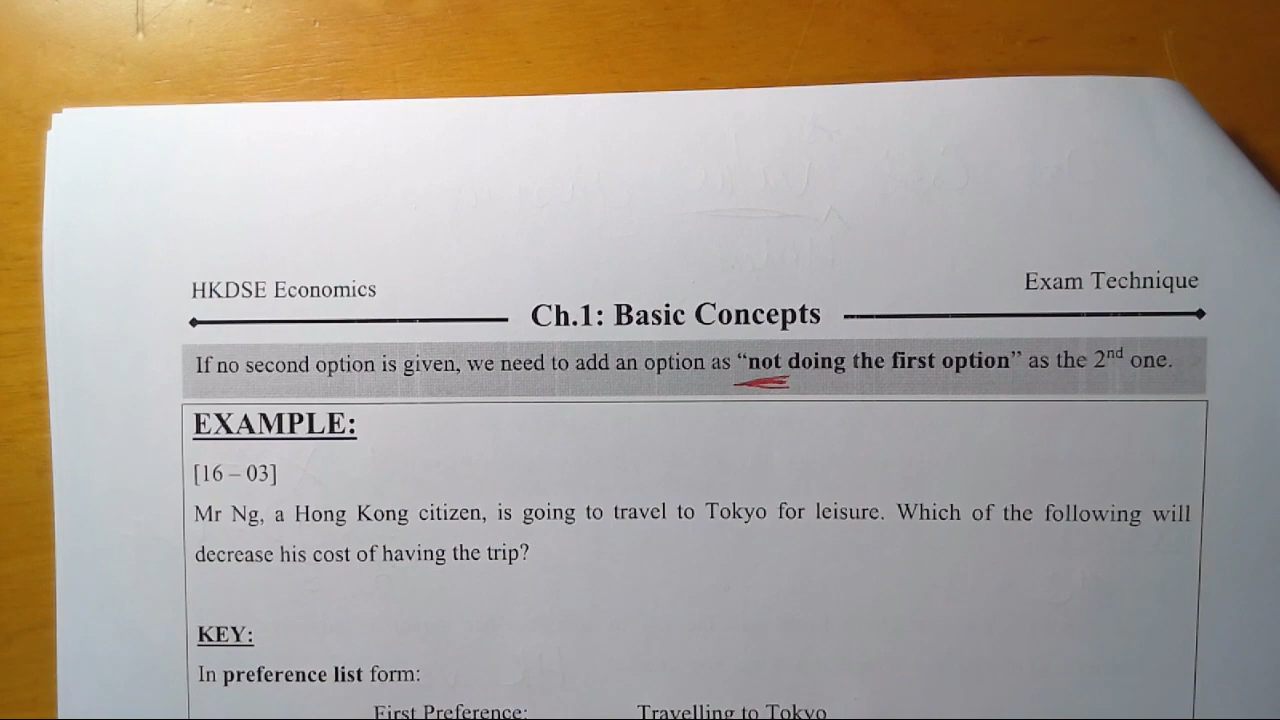 HKDSE Economics
Exam Technique
Ch.1: Basic Concepts
If no second option is given, we need to add an option as “not doing the first option” as the 2nd one.
EXAMPLE:
[16 – 03]
Mr Ng, a Hong Kong citizen, is going to travel to Tokyo for leisure. Which of the following will
decrease his cost of having the trip?
KEY:
In preference list form:
First Preference: Travelling to Tokyo